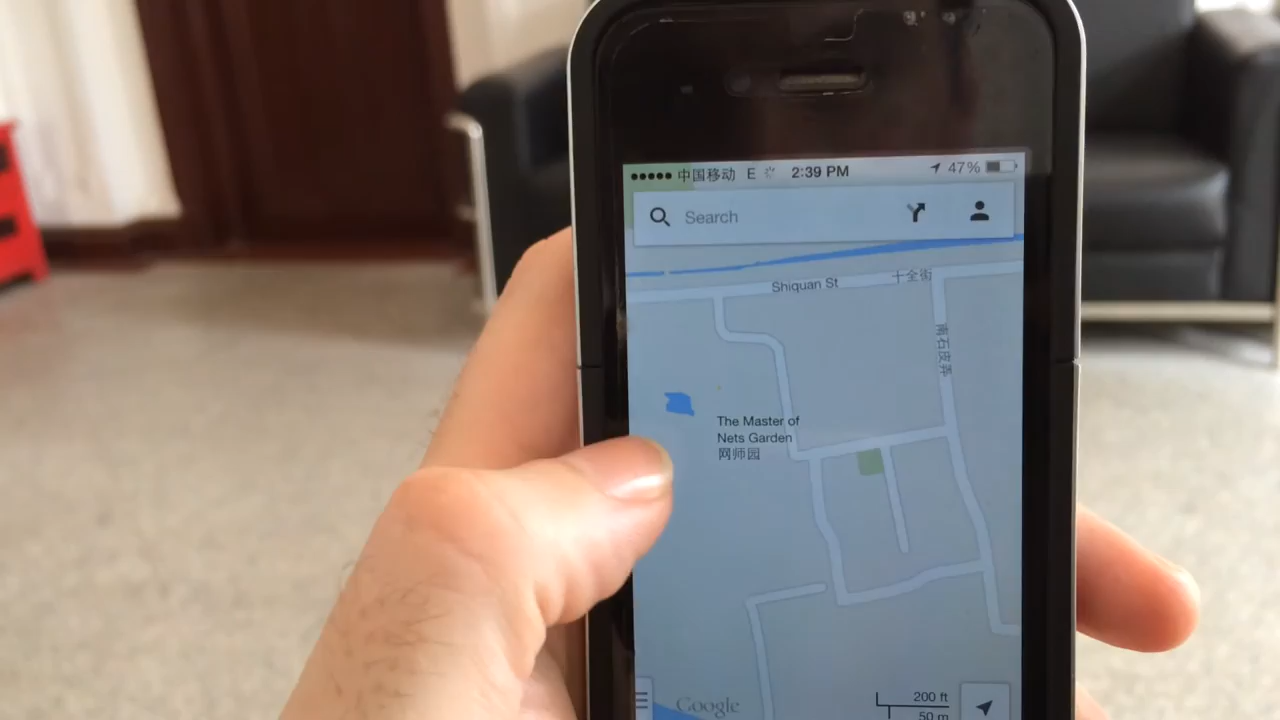 中国移动 E 2:39 PM 47%
Search
Shiquan St 十全街
南石皮弄
The Master of
Nets Garden
网师园
Google
200 ft
50 m